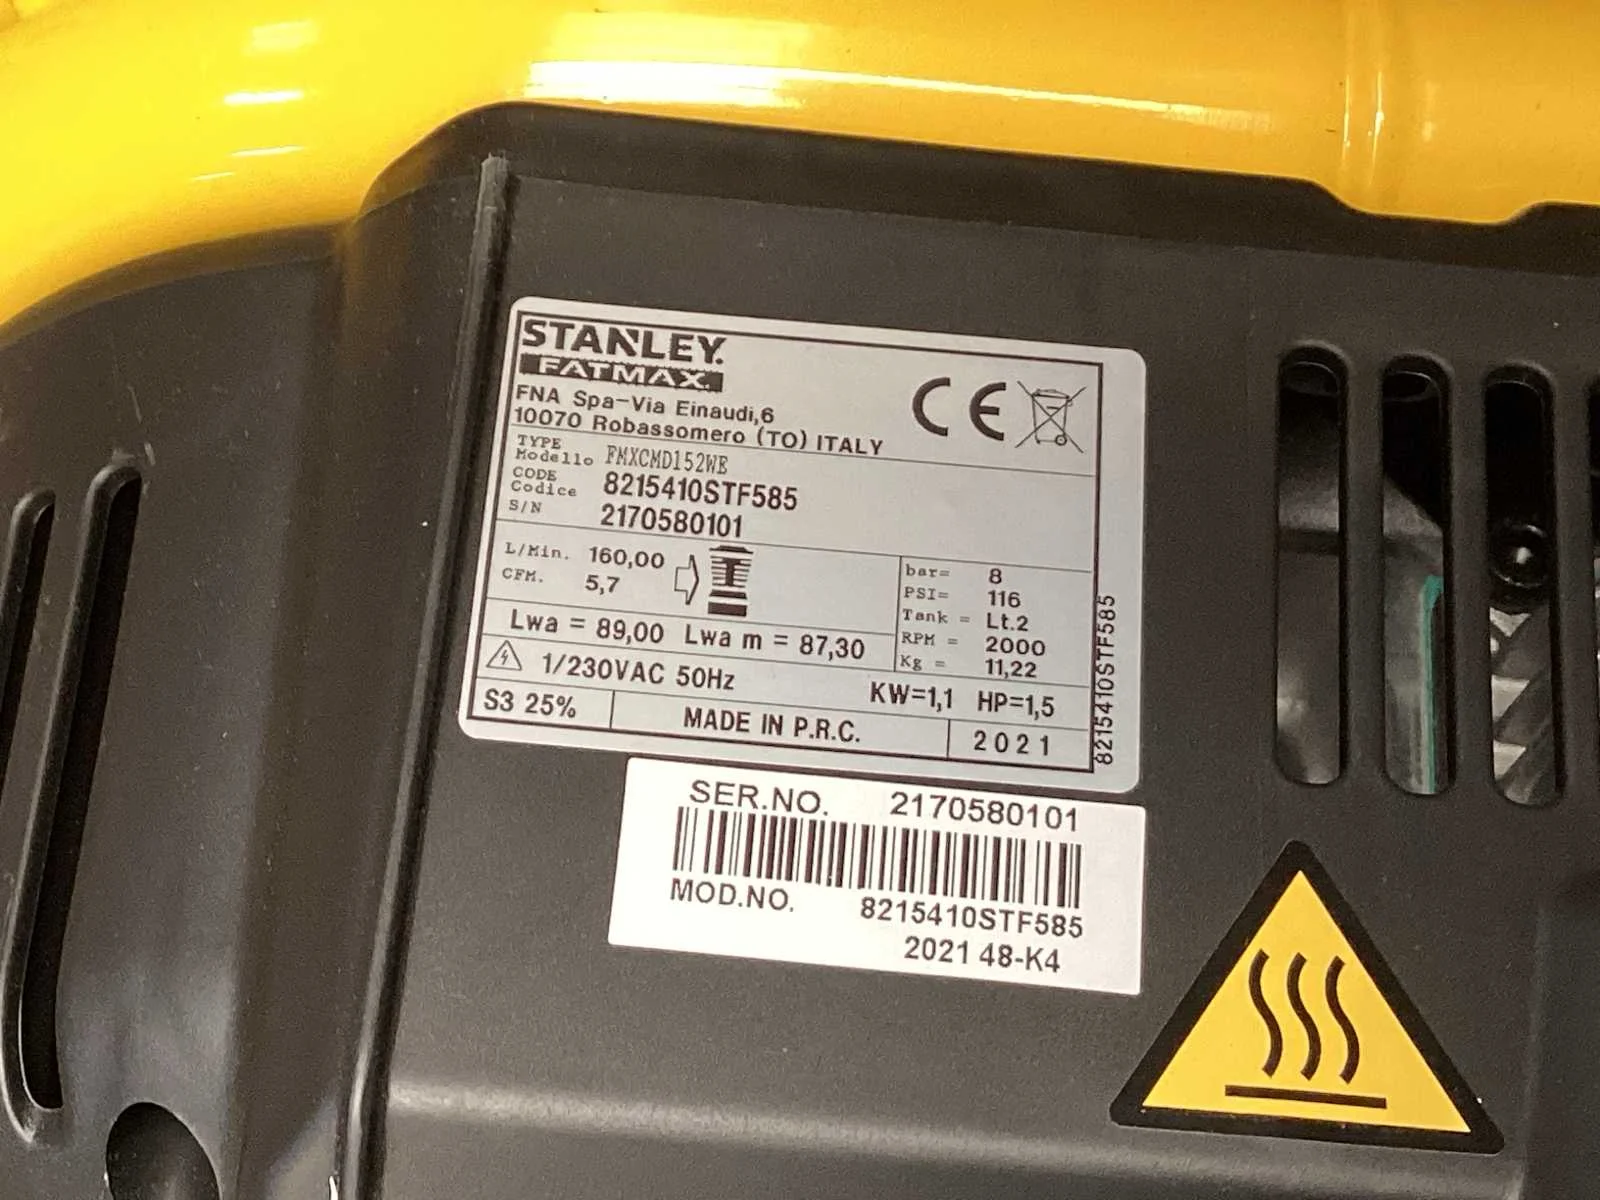 STANLEY.
FATMAX.
FNA Spa-Via Einaudi,6
10070 Robassomero (TO) ITALY
CE
TYPE
Modello FMXCMD152WE
CODE
Codice 8215410STF585
S/N 2170580101
L/Min. 160,00
CFM. 5,7
bar= 8
PSI= 116
Tank = Lt.2
RPM = 2000
Kg = 11,22
Lwa = 89,00 Lwa m = 87,30
1/230VAC 50Hz KW=1,1 HP=1,5
S3 25% MADE IN P.R.C. 2021
8215410STF585
SER.NO. 2170580101
MOD.NO. 8215410STF585
2021 48-K4